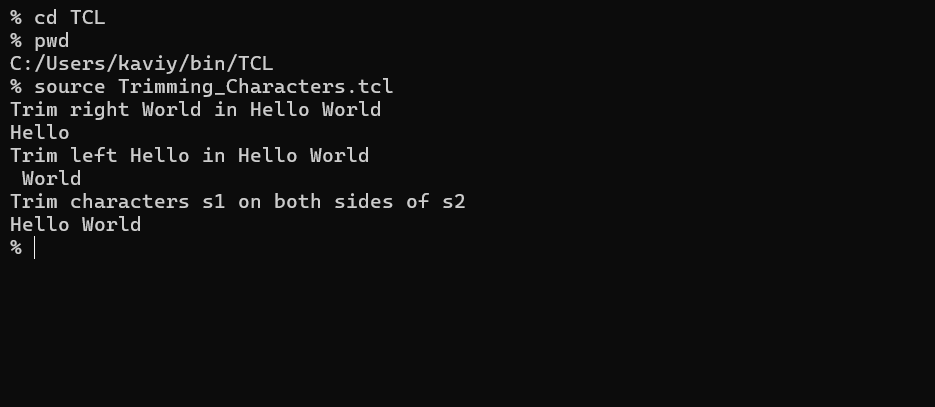 % cd TCL
% pwd
C:/Users/kaviy/bin/TCL
% source Trimming_Characters.tcl
Trim right World in Hello World
Hello
Trim left Hello in Hello World
 World
Trim characters s1 on both sides of s2
Hello World
%